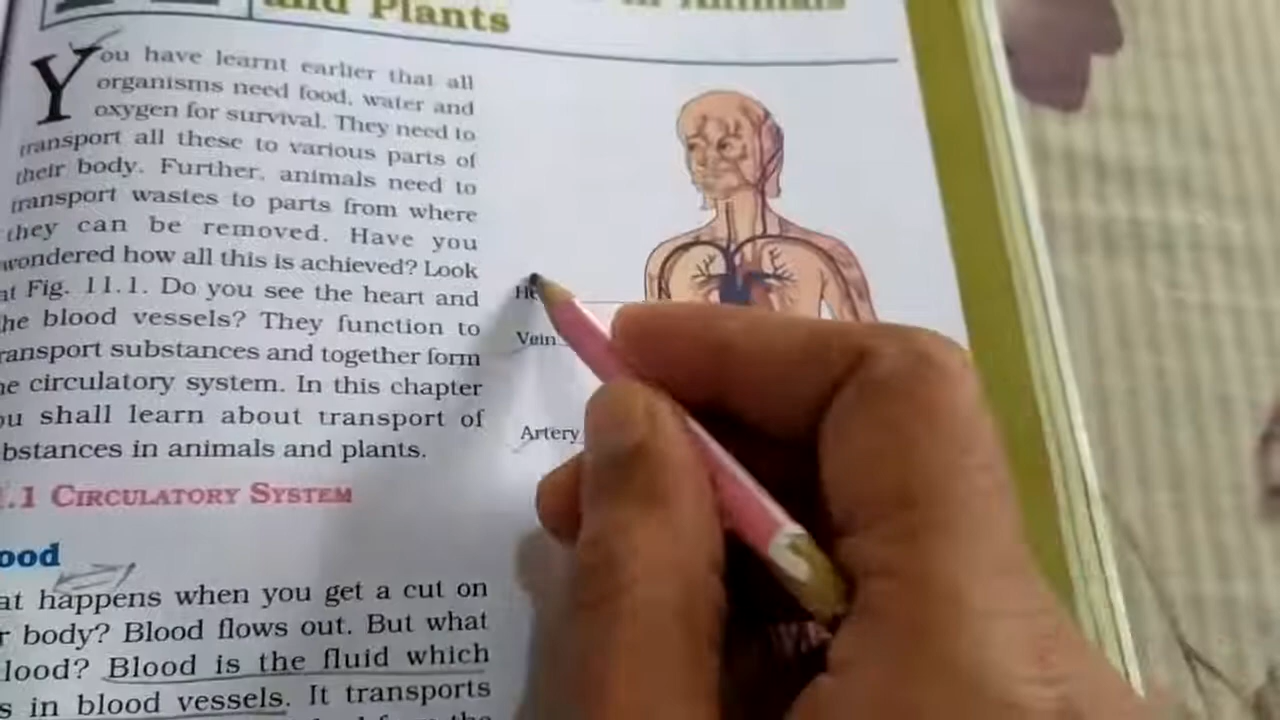 and Plants
You have learnt earlier that all
organisms need food, water and
oxygen for survival. They need to
transport all these to various parts of
their body. Further, animals need to
transport wastes to parts from where
they can be removed. Have you
wondered how all this is achieved? Look
at Fig. 11.1. Do you see the heart and
he blood vessels? They function to
ransport substances and together form
e circulatory system. In this chapter
ou shall learn about transport of
bstances in animals and plants.
Vein
Artery
.1 CIRCULATORY SYSTEM
ood
at happens when you get a cut on
r body? Blood flows out. But what
lood? Blood is the fluid which
s in blood vessels. It transports